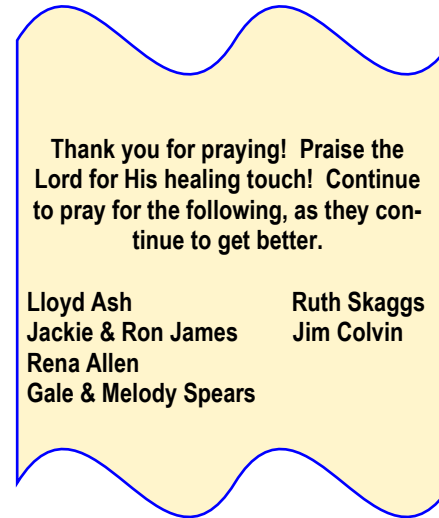 Thank you for praying!  Praise the
Lord for His healing touch!  Continue
to pray for the following, as they con-
tinue to get better.
Lloyd Ash    Ruth Skaggs
Jackie & Ron James    Jim Colvin
Rena Allen
Gale & Melody Spears